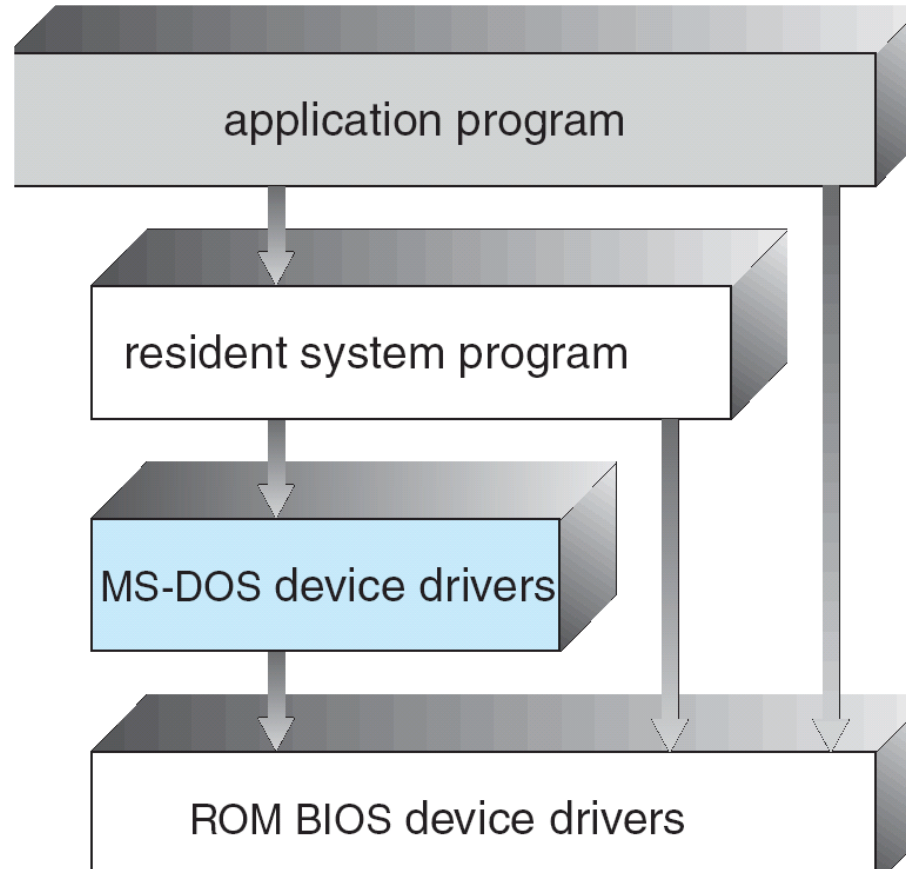 application program
resident system program
MS-DOS device drivers
ROM BIOS device drivers